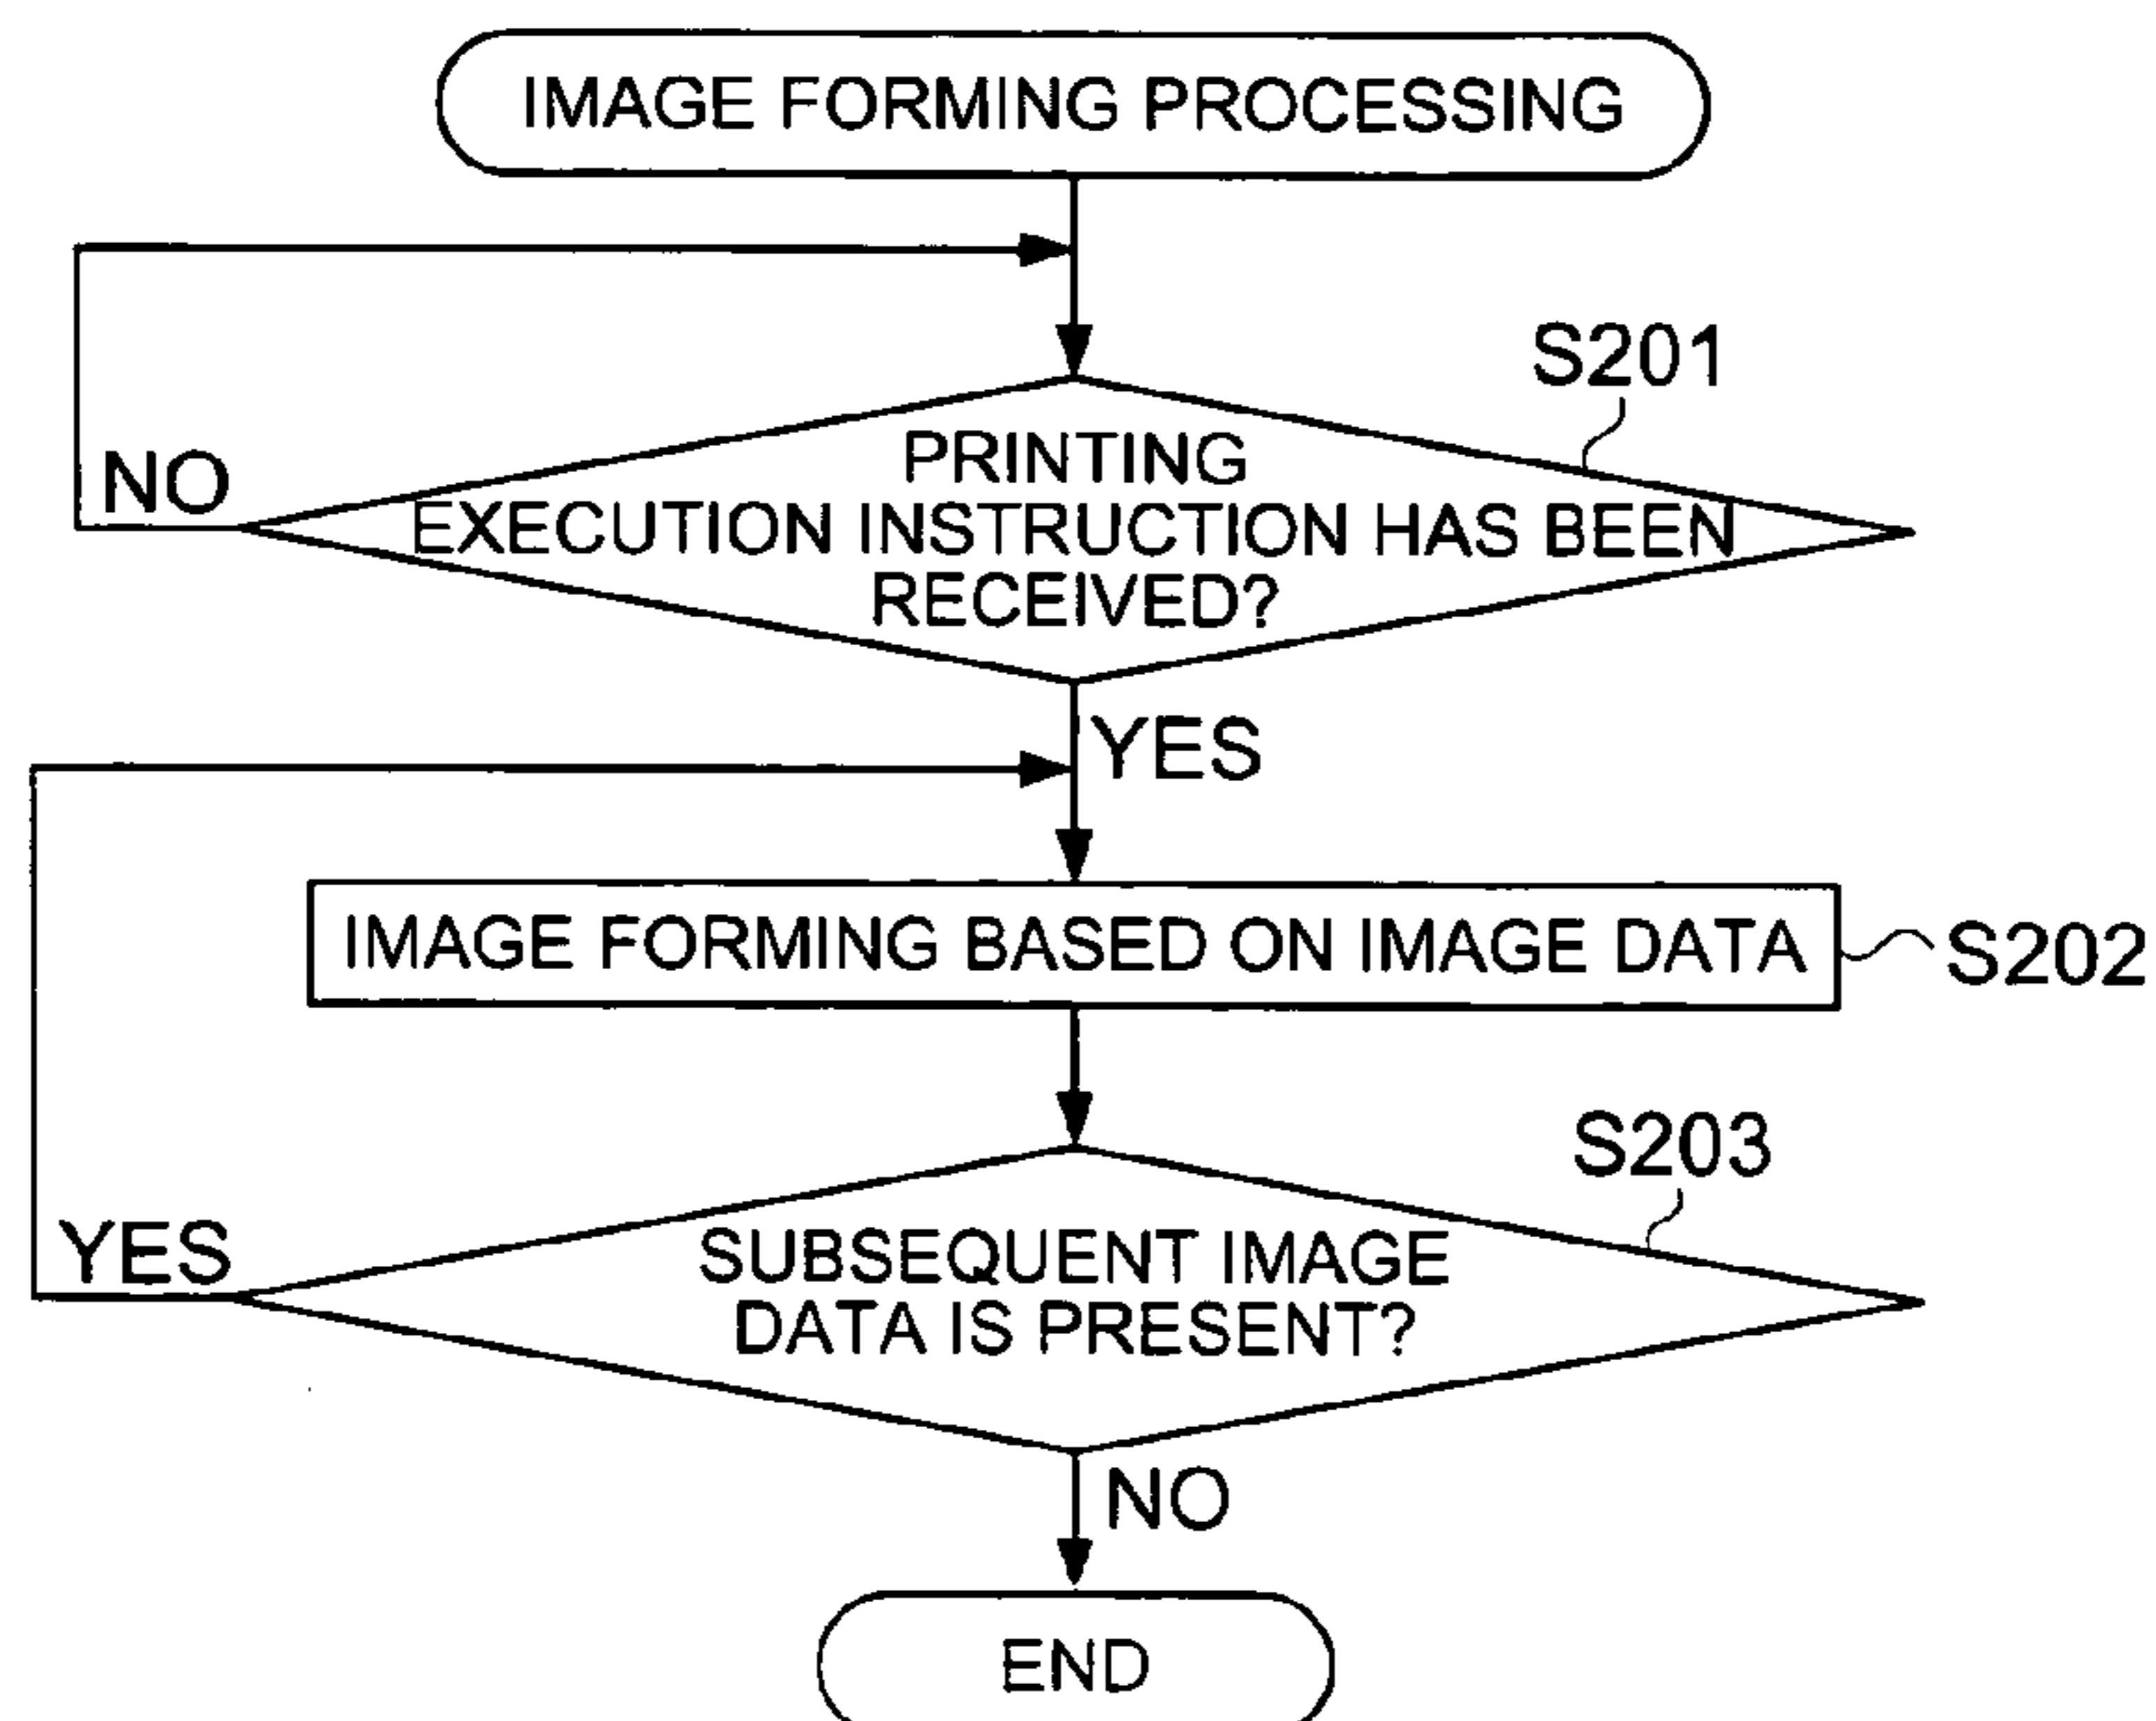 IMAGE FORMING PROCESSING
S201
NO
PRINTING
EXECUTION INSTRUCTION HAS BEEN
RECEIVED?
YES
IMAGE FORMING BASED ON IMAGE DATA
S202
S203
YES
SUBSEQUENT IMAGE
DATA IS PRESENT?
NO
END